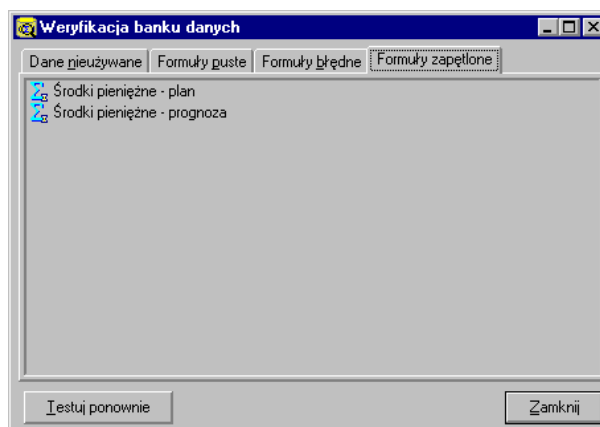 Weryfikacja banku danych
Dane nieużywane Formuły puste Formuły błędne Formuły zapętlone
Środki pieniężne - plan
Środki pieniężne - prognoza
Testuj ponownie Zamknij